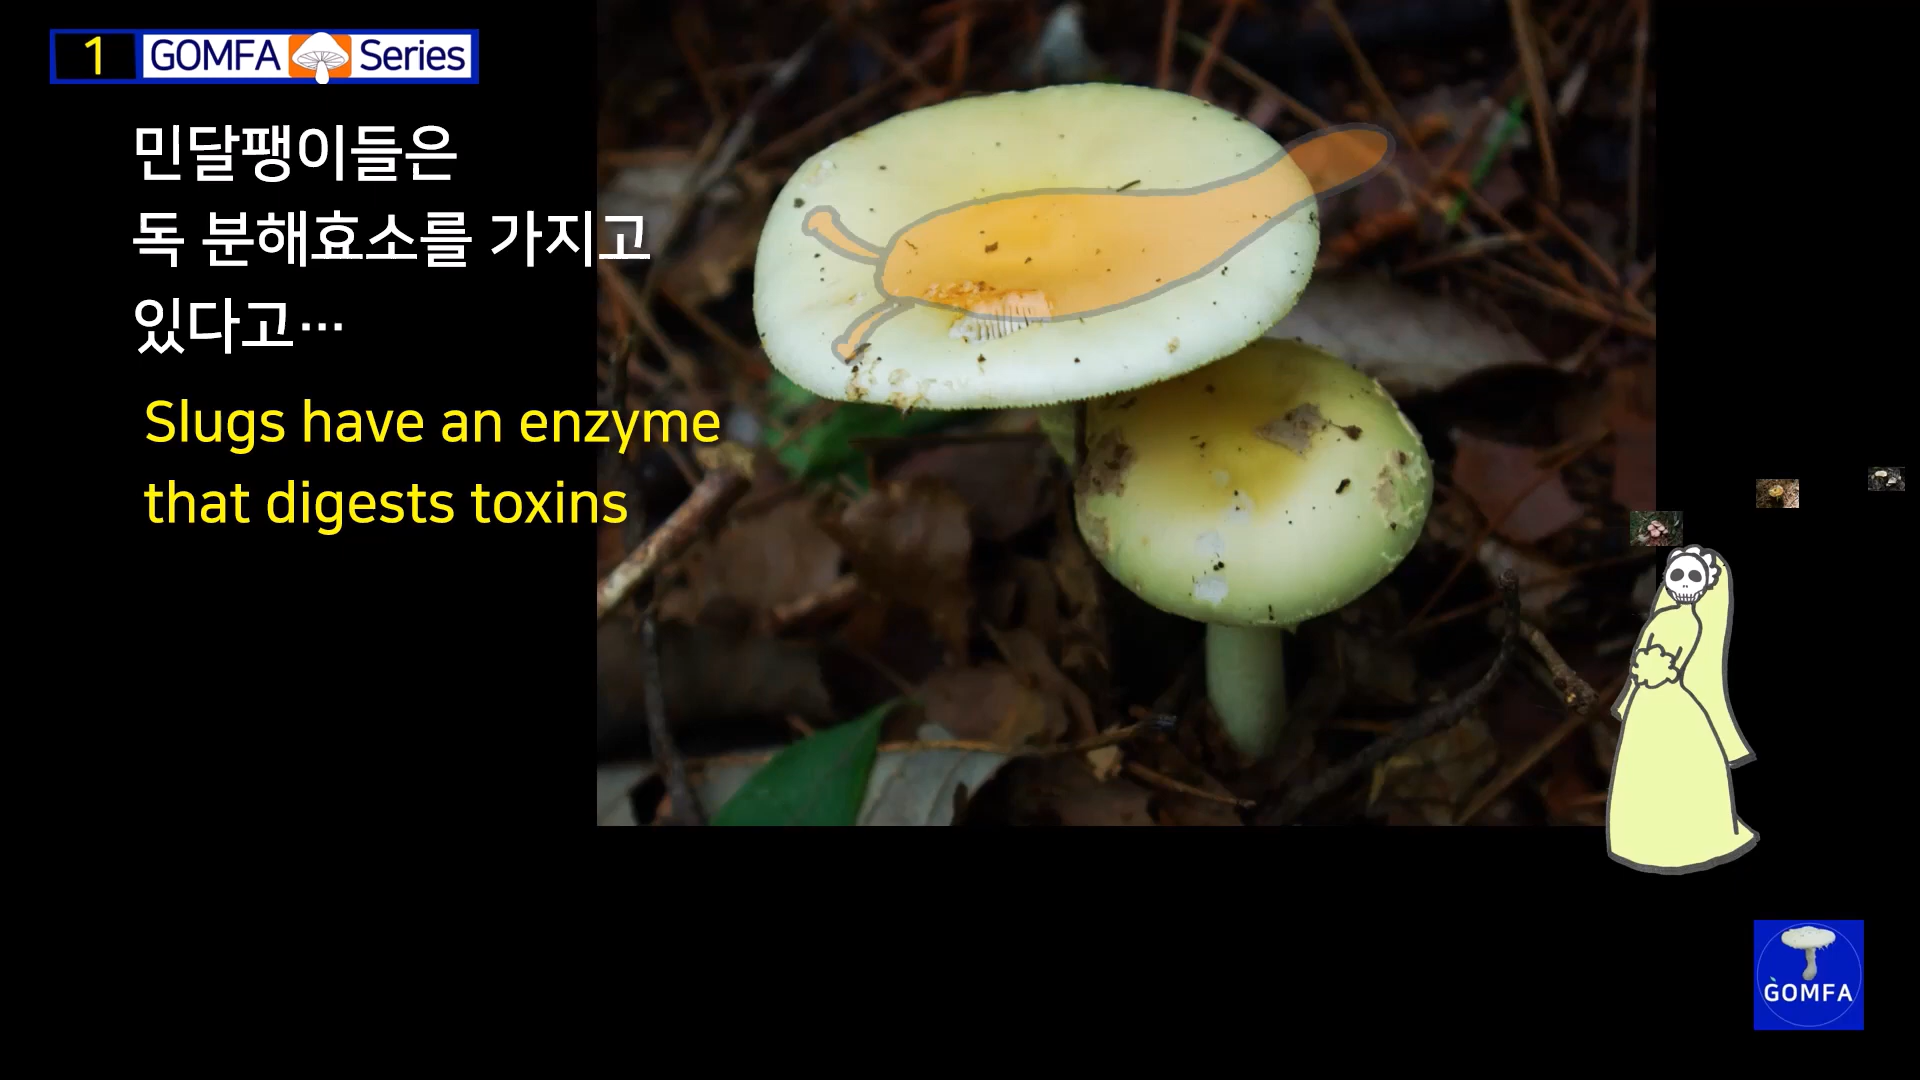 1 GOMFA Series
민달팽이들은
독 분해효소를 가지고
있다고…
Slugs have an enzyme
that digests toxins
GOMFA